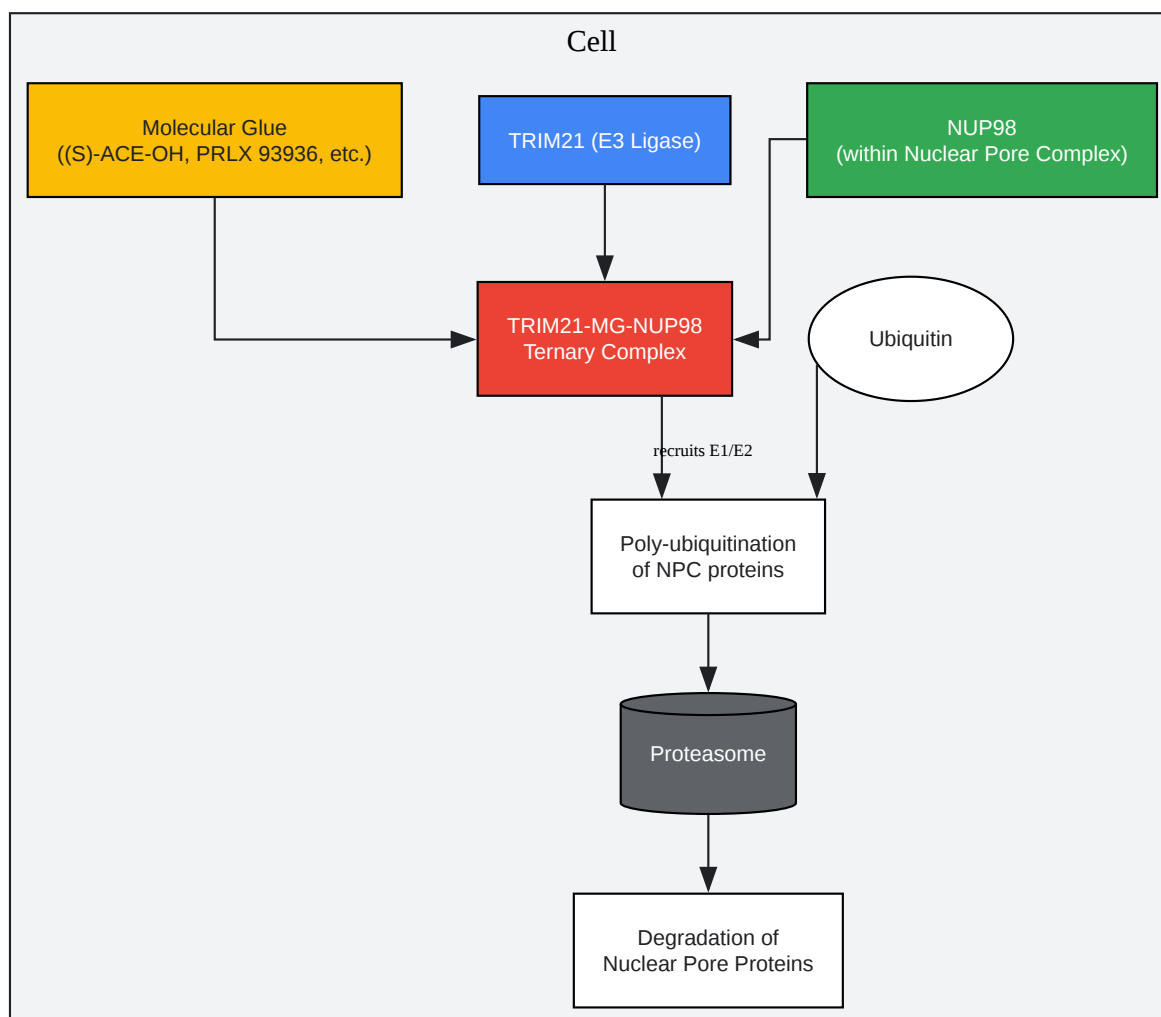 Cell
Molecular Glue
((S)-ACE-OH, PRLX 93936, etc.)
TRIM21 (E3 Ligase)
NUP98
(within Nuclear Pore Complex)
TRIM21-MG-NUP98
Ternary Complex
Ubiquitin
recruits E1/E2
Poly-ubiquitination
of NPC proteins
Proteasome
Degradation of
Nuclear Pore Proteins